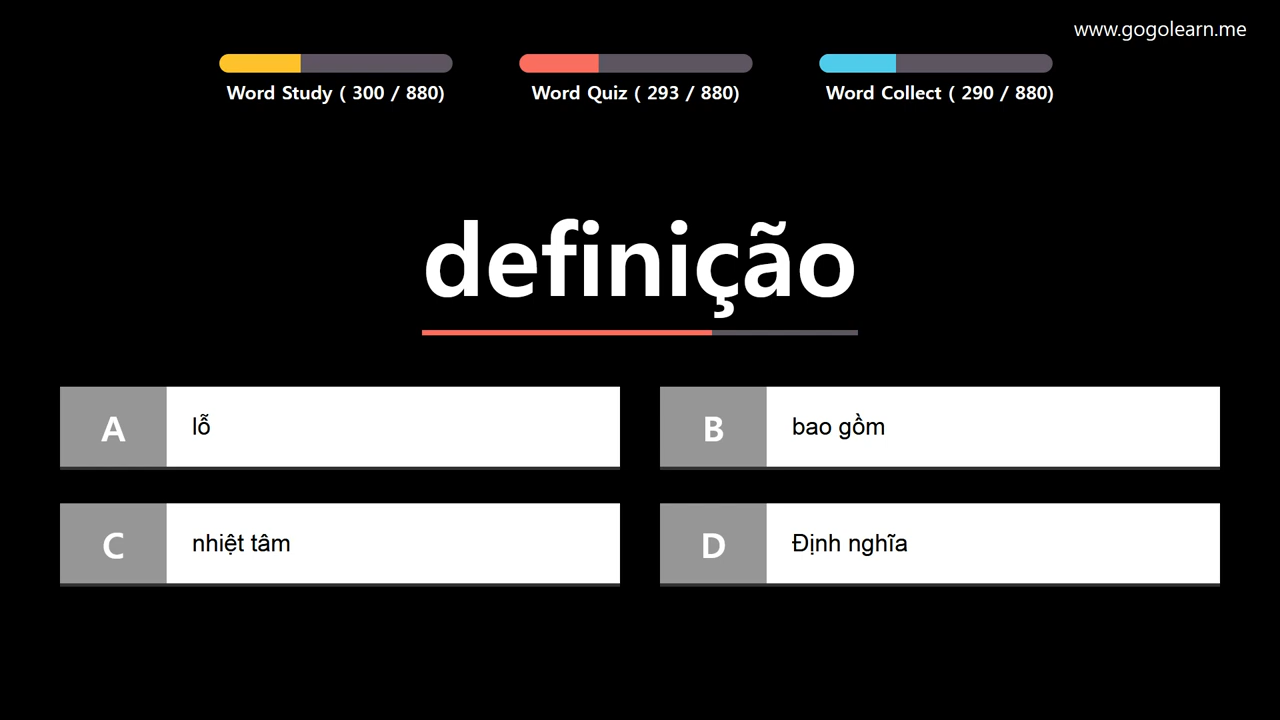 www.gogolearn.me
Word Study ( 300 / 880)
Word Quiz ( 293 / 880)
Word Collect ( 290 / 880)
definição
A lỗ
B bao gồm
C nhiệt tâm
D Định nghĩa